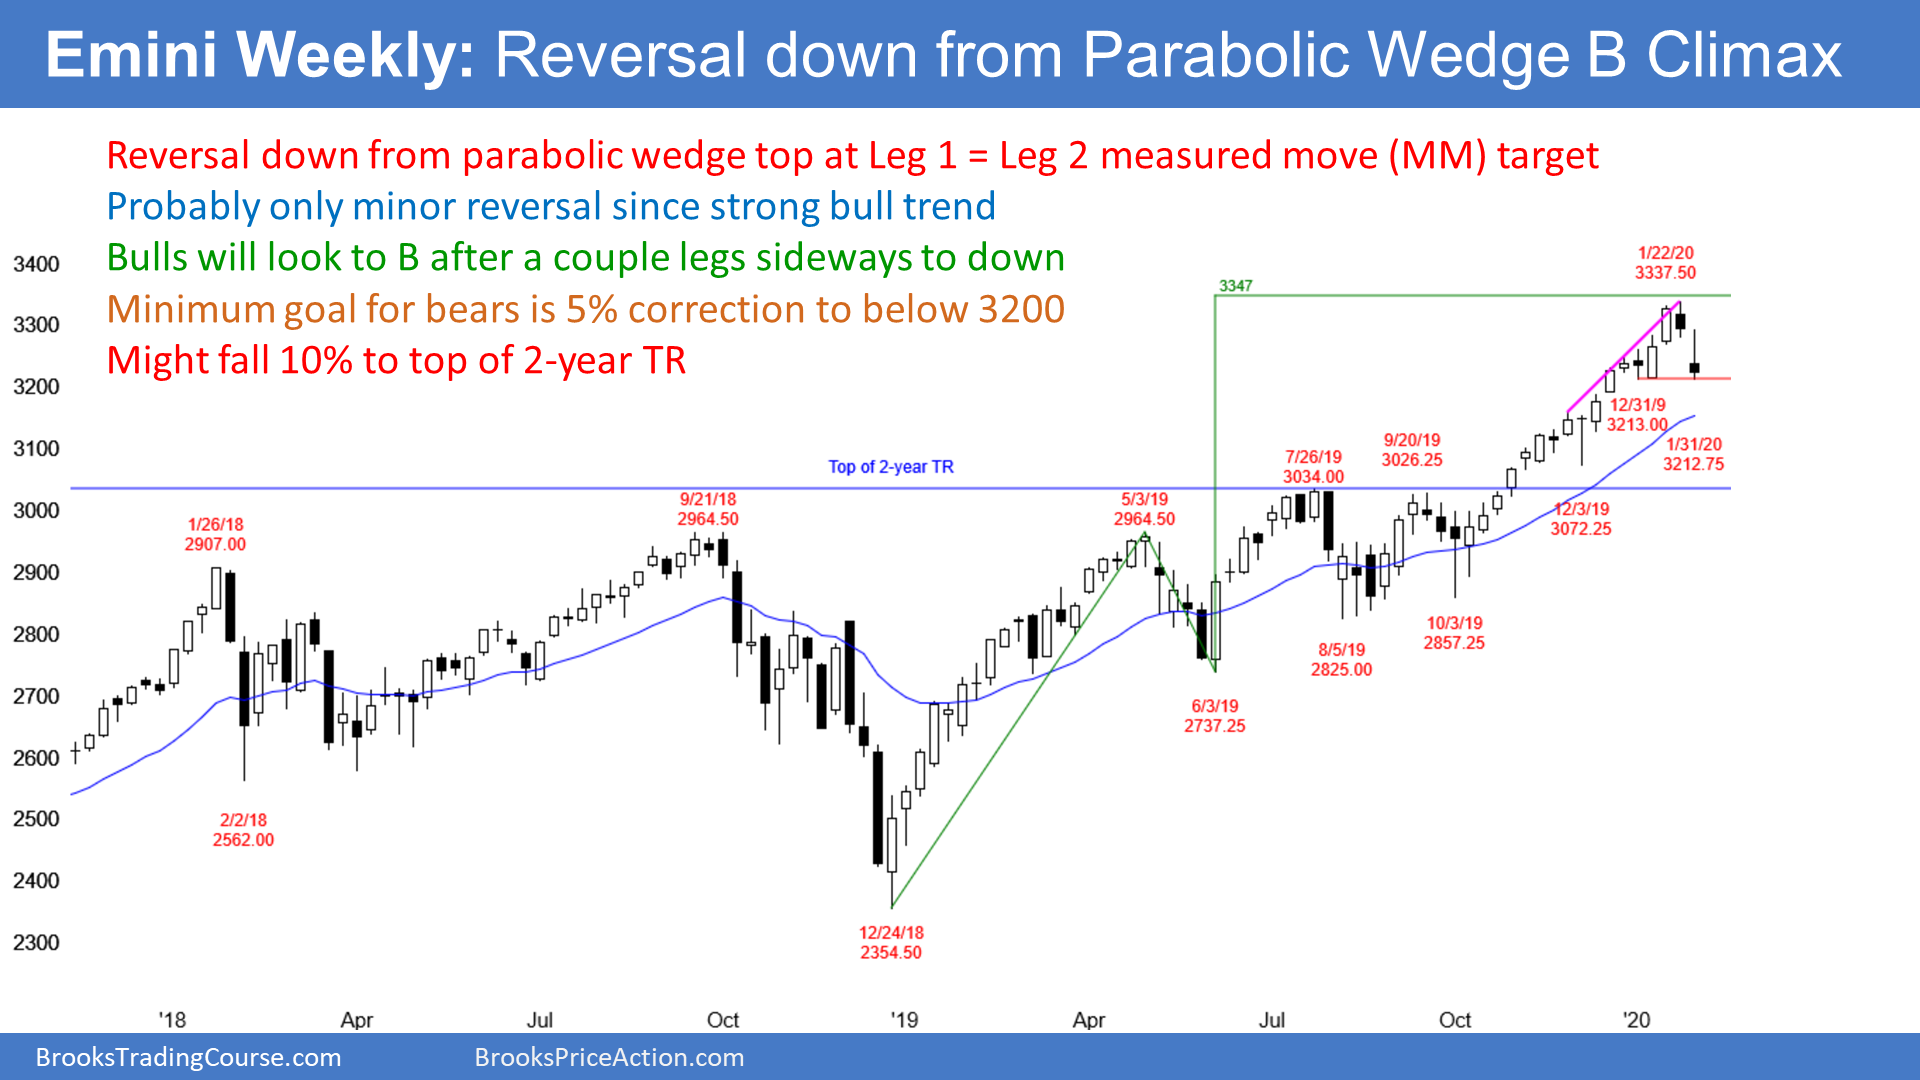 Emini Weekly: Reversal down from Parabolic Wedge B Climax
Reversal down from parabolic wedge top at Leg 1 = Leg 2 measured move (MM) target
Probably only minor reversal since strong bull trend
Bulls will look to B after a couple legs sideways to down
Minimum goal for bears is 5% correction to below 3200
Might fall 10% to top of 2-year TR
3400
3300
3200
3100
3000
2900
2800
2700
2600
2500
2400
2300
1/26/18
2907.00
2/2/18
2562.00
9/21/18
2964.50
Top of 2-year TR
12/24/18
2354.50
5/3/19
2964.50
6/3/19
2737.25
3347
7/26/19
3034.00
8/5/19
2825.00
9/20/19
3026.25
10/3/19
2857.25
12/3/19
3072.25
12/31/9
3213.00
1/22/20
3337.50
1/31/20
3212.75
'18
Apr
Jul
Oct
'19
Apr
Jul
Oct
'20
BrooksTradingCourse.com
BrooksPriceAction.com